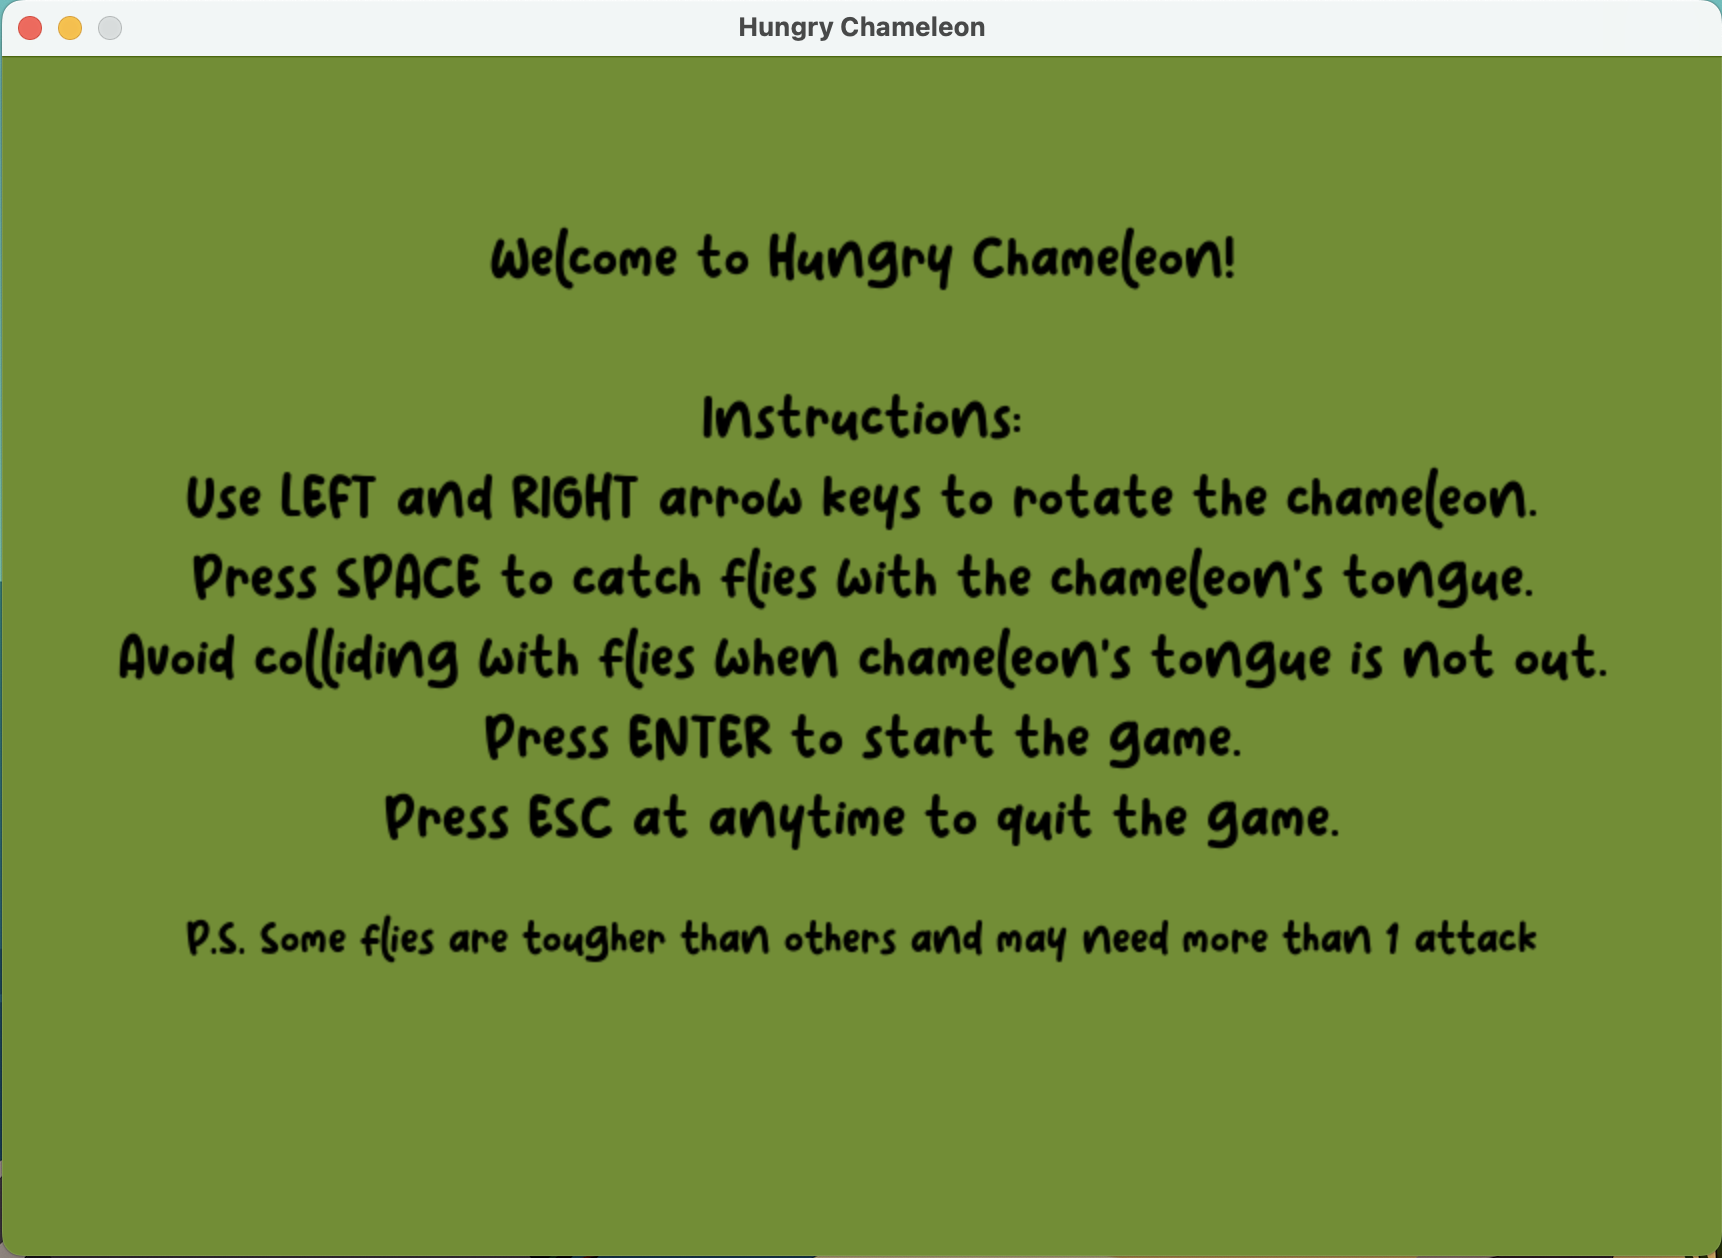 Hungry Chameleon
Welcome to Hungry Chameleon!
Instructions:
Use LEFT and RIGHT arrow keys to rotate the chameleon.
Press SPACE to catch flies with the chameleon's tongue.
Avoid colliding with flies when chameleon's tongue is not out.
Press ENTER to start the game.
Press ESC at anytime to quit the game.
P.S. Some flies are tougher than others and may need more than 1 attack